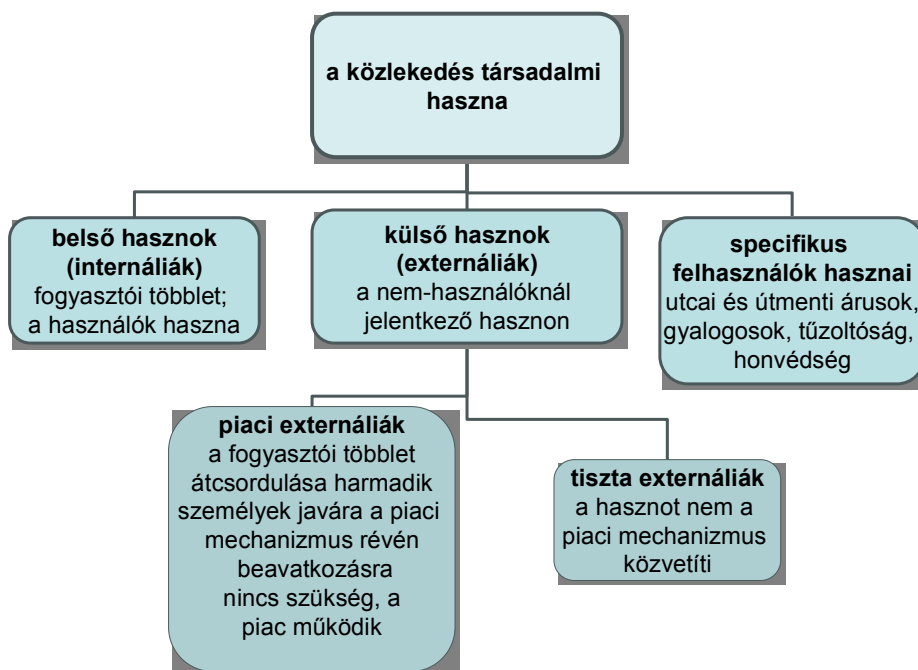 a közlekedés társadalmi
haszna
belső hasznok
(internáliák)
fogyasztói többlet;
a használók haszna
külső hasznok
(externáliák)
a nem-használóknál
jelentkező hasznon
specifikus
felhasználók hasznai
utcai és útmenti árusok,
gyalogosok, tűzoltóság,
honvédség
piaci externáliák
a fogyasztói többlet
átcsordulása harmadik
személyek javára a piaci
mechanizmus révén
beavatkozásra
nincs szükség, a
piac működik
tiszta externáliák
a hasznot nem a
piaci mechanizmus
közvetíti